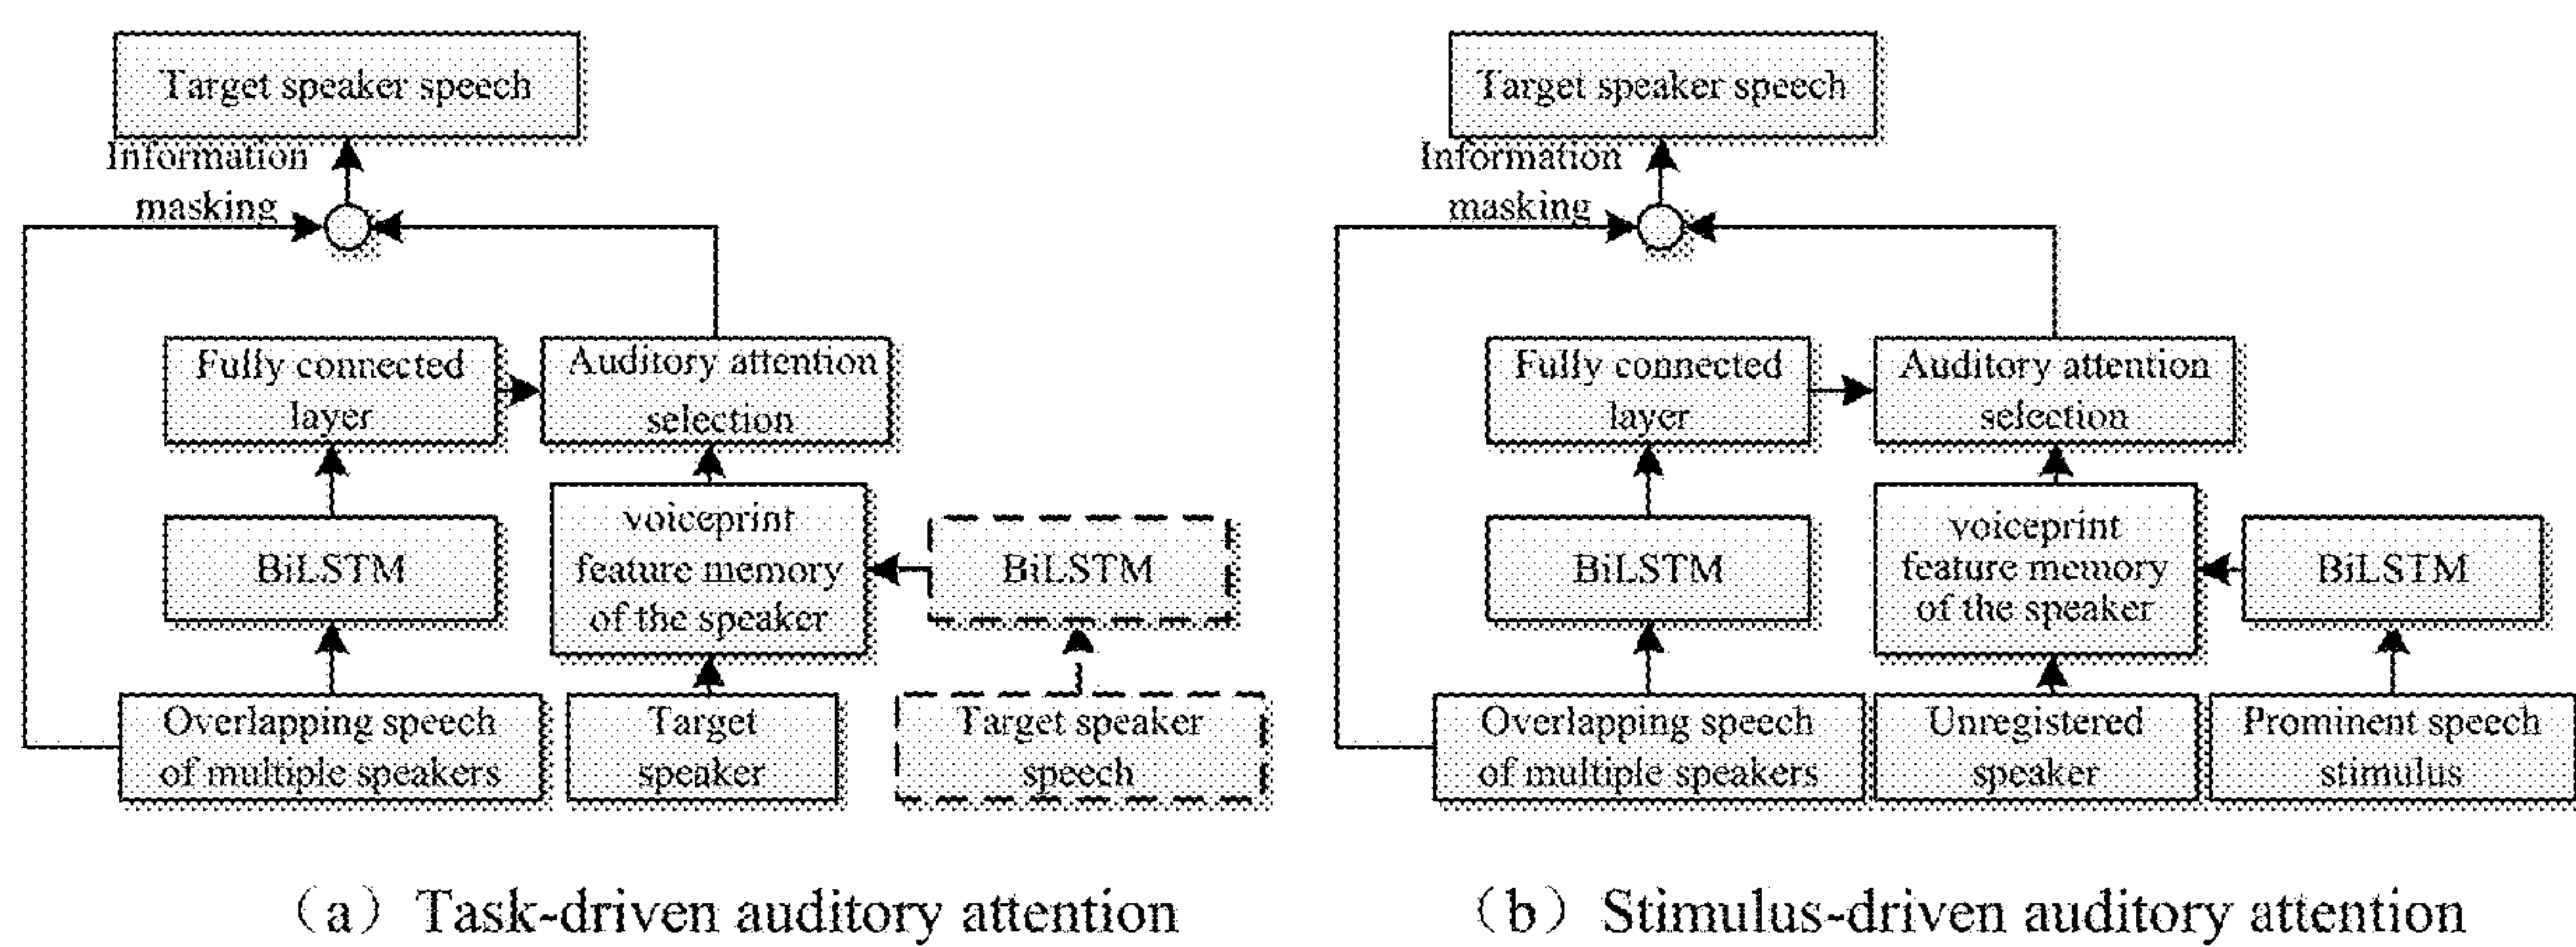 Target speaker speech
Information
masking
Fully connected
layer
Auditory attention
selection
BiLSTM
voiceprint
feature memory
of the speaker
BiLSTM
Overlapping speech
of multiple speakers
Target
speaker
Target speaker
speech
(a) Task-driven auditory attention
Target speaker speech
Information
masking
Fully connected
layer
Auditory attention
selection
BiLSTM
voiceprint
feature memory
of the speaker
BiLSTM
Overlapping speech
of multiple speakers
Unregistered
speaker
Prominent speech
stimulus
(b) Stimulus-driven auditory attention